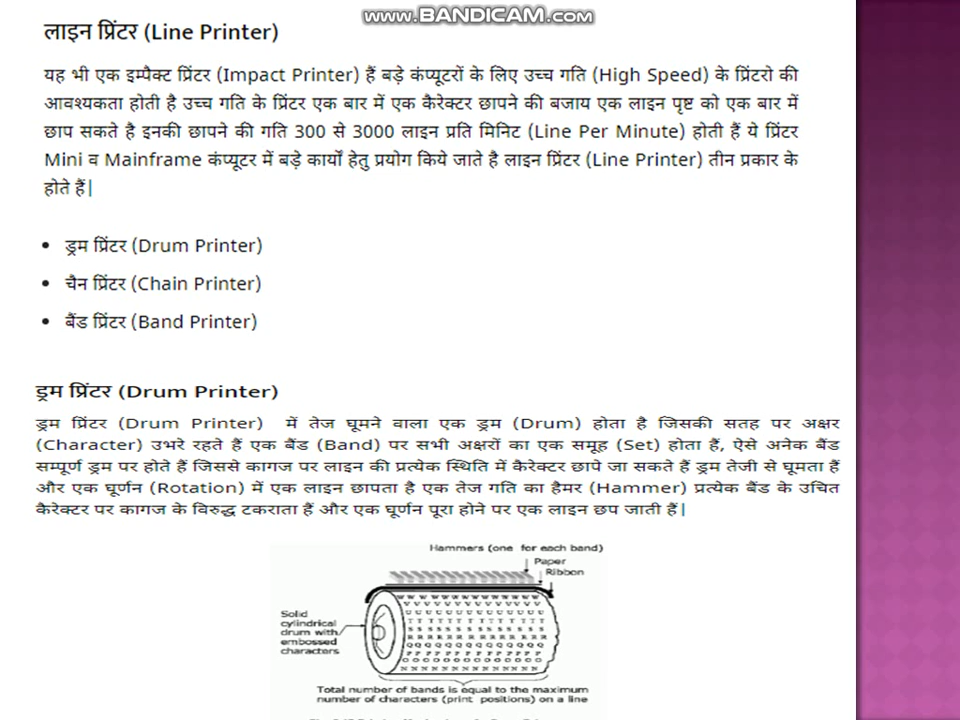 www.BANDICAM.com
लाइन प्रिंटर (Line Printer)
यह भी एक इम्पैक्ट प्रिंटर (Impact Printer) हैं बड़े कंप्यूटरों के लिए उच्च गति (High Speed) के प्रिंटरो की
आवश्यकता होती है उच्च गति के प्रिंटर एक बार में एक कैरेक्टर छापने की बजाय एक लाइन पृष्ट को एक बार में
छाप सकते है इनकी छापने की गति 300 से 3000 लाइन प्रति मिनिट (Line Per Minute) होती हैं ये प्रिंटर
Mini व Mainframe कंप्यूटर में बड़े कार्यों हेतु प्रयोग किये जाते है लाइन प्रिंटर (Line Printer) तीन प्रकार के
होते हैं|
• ड्रम प्रिंटर (Drum Printer)
• चैन प्रिंटर (Chain Printer)
• बैंड प्रिंटर (Band Printer)
ड्रम प्रिंटर (Drum Printer)
ड्रम प्रिंटर (Drum Printer) में तेज घूमने वाला एक ड्रम (Drum) होता है जिसकी सतह पर अक्षर
(Character) उभरे रहते हैं एक बैंड (Band) पर सभी अक्षरों का एक समूह (Set) होता हैं, ऐसे अनेक बैंड
सम्पूर्ण ड्रम पर होते हैं जिससे कागज पर लाइन की प्रत्येक स्थिति में कैरेक्टर छापे जा सकते हैं ड्रम तेजी से घूमता हैं
और एक घूर्णन (Rotation) में एक लाइन छापता है एक तेज गति का हैमर (Hammer) प्रत्येक बैंड के उचित
कैरेक्टर पर कागज के विरुद्ध टकराता हैं और एक घूर्णन पूरा होने पर एक लाइन छप जाती हैं|
Hammers (one for each band)
Paper
Ribbon
Solid
cylindrical
drum with
embossed
characters
Total number of bands is equal to the maximum
number of characters (print positions) on a line